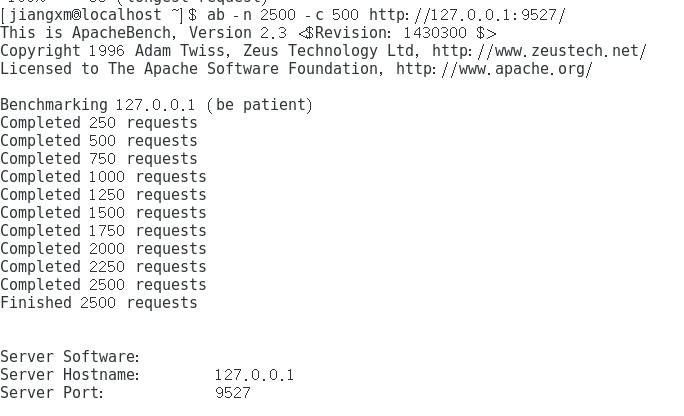 [jiangxm@localhost ~]$ ab -n 2500 -c 500 http://127.0.0.1:9527/
This is ApacheBench, Version 2.3 <$Revision: 1430300 $>
Copyright 1996 Adam Twiss, Zeus Technology Ltd, http://www.zeustech.net/
Licensed to The Apache Software Foundation, http://www.apache.org/

Benchmarking 127.0.0.1 (be patient)
Completed 250 requests
Completed 500 requests
Completed 750 requests
Completed 1000 requests
Completed 1250 requests
Completed 1500 requests
Completed 1750 requests
Completed 2000 requests
Completed 2250 requests
Completed 2500 requests
Finished 2500 requests

Server Software:
Server Hostname: 127.0.0.1
Server Port: 9527